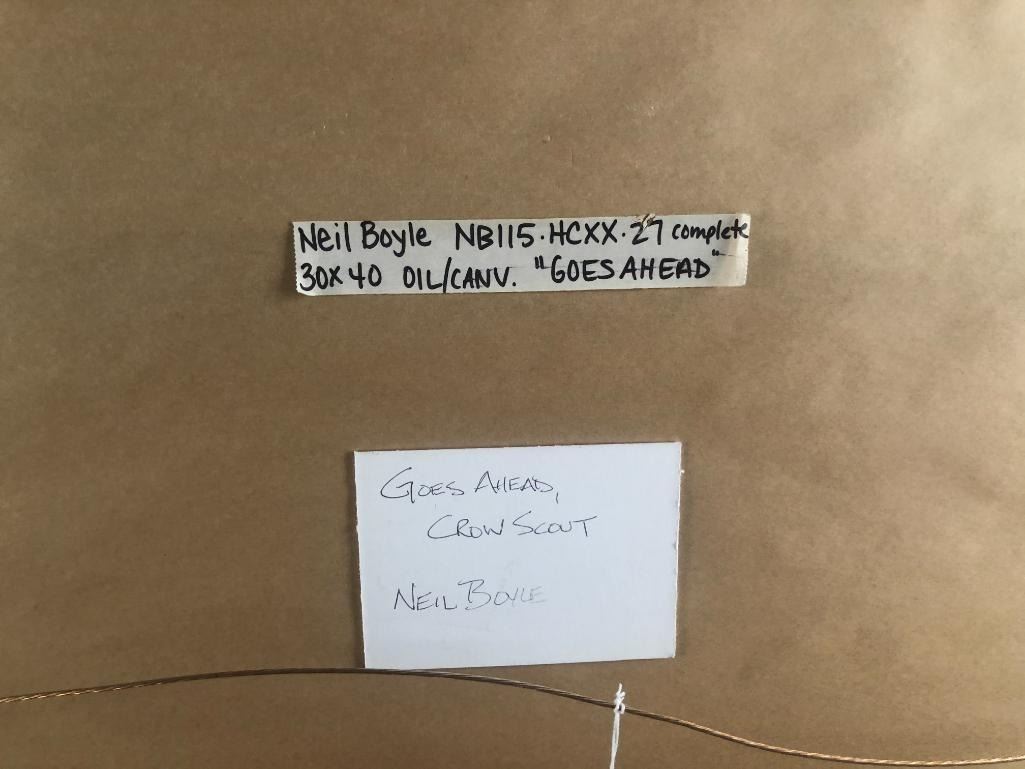 Neil Boyle NB115·HCXX·27 complete
30x40 OIL/CANV. "GOES AHEAD"
GOES AHEAD,
CROW SCOUT
NEIL BOYLE